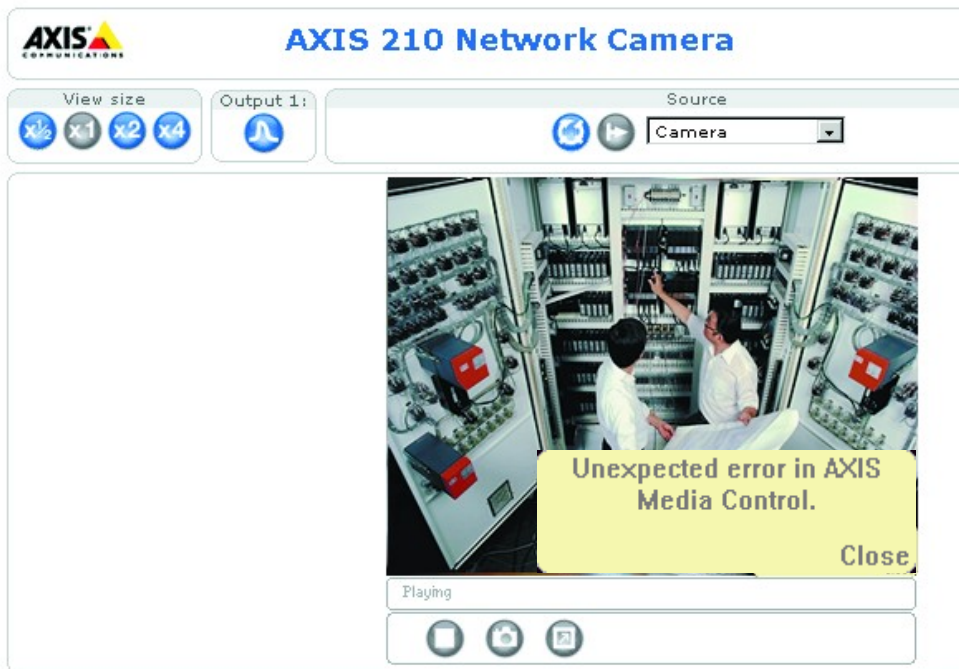 AXIS
COMMUNICATIONS
AXIS 210 Network Camera
View size
x½ x1 x2 x4
Output 1:
Source
Camera
Unexpected error in AXIS
Media Control.
Close
Playing